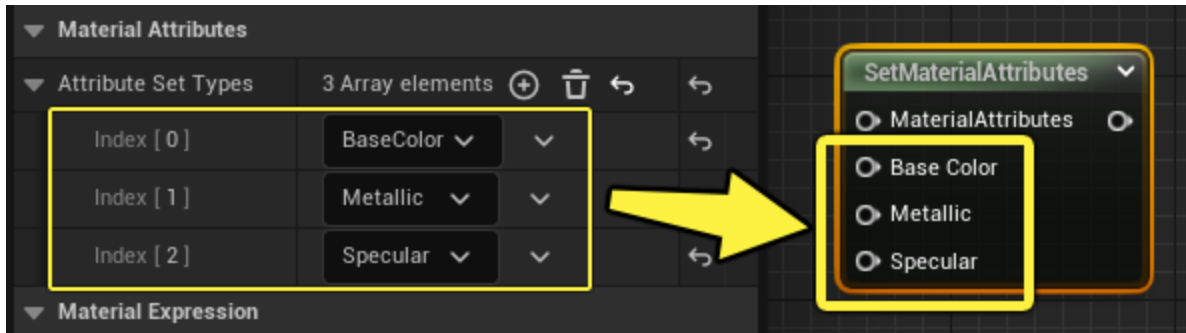 Material Attributes
Attribute Set Types 3 Array elements
Index [ 0 ] BaseColor
Index [ 1 ] Metallic
Index [ 2 ] Specular
Material Expression
SetMaterialAttributes
MaterialAttributes
Base Color
Metallic
Specular